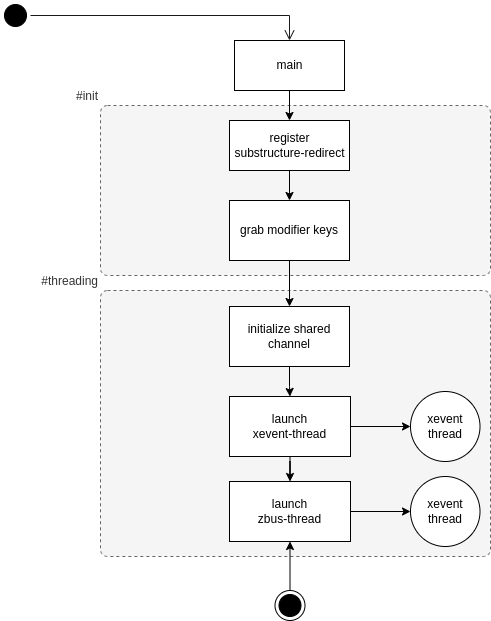 main
#init
register
substructure-redirect
grab modifier keys
#threading
initialize shared
channel
launch
xevent-thread
xevent
thread
launch
zbus-thread
xevent
thread